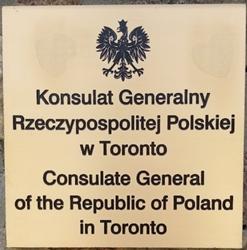 Konsulat Generalny
Rzeczypospolitej Polskiej
w Toronto
Consulate General
of the Republic of Poland
in Toronto